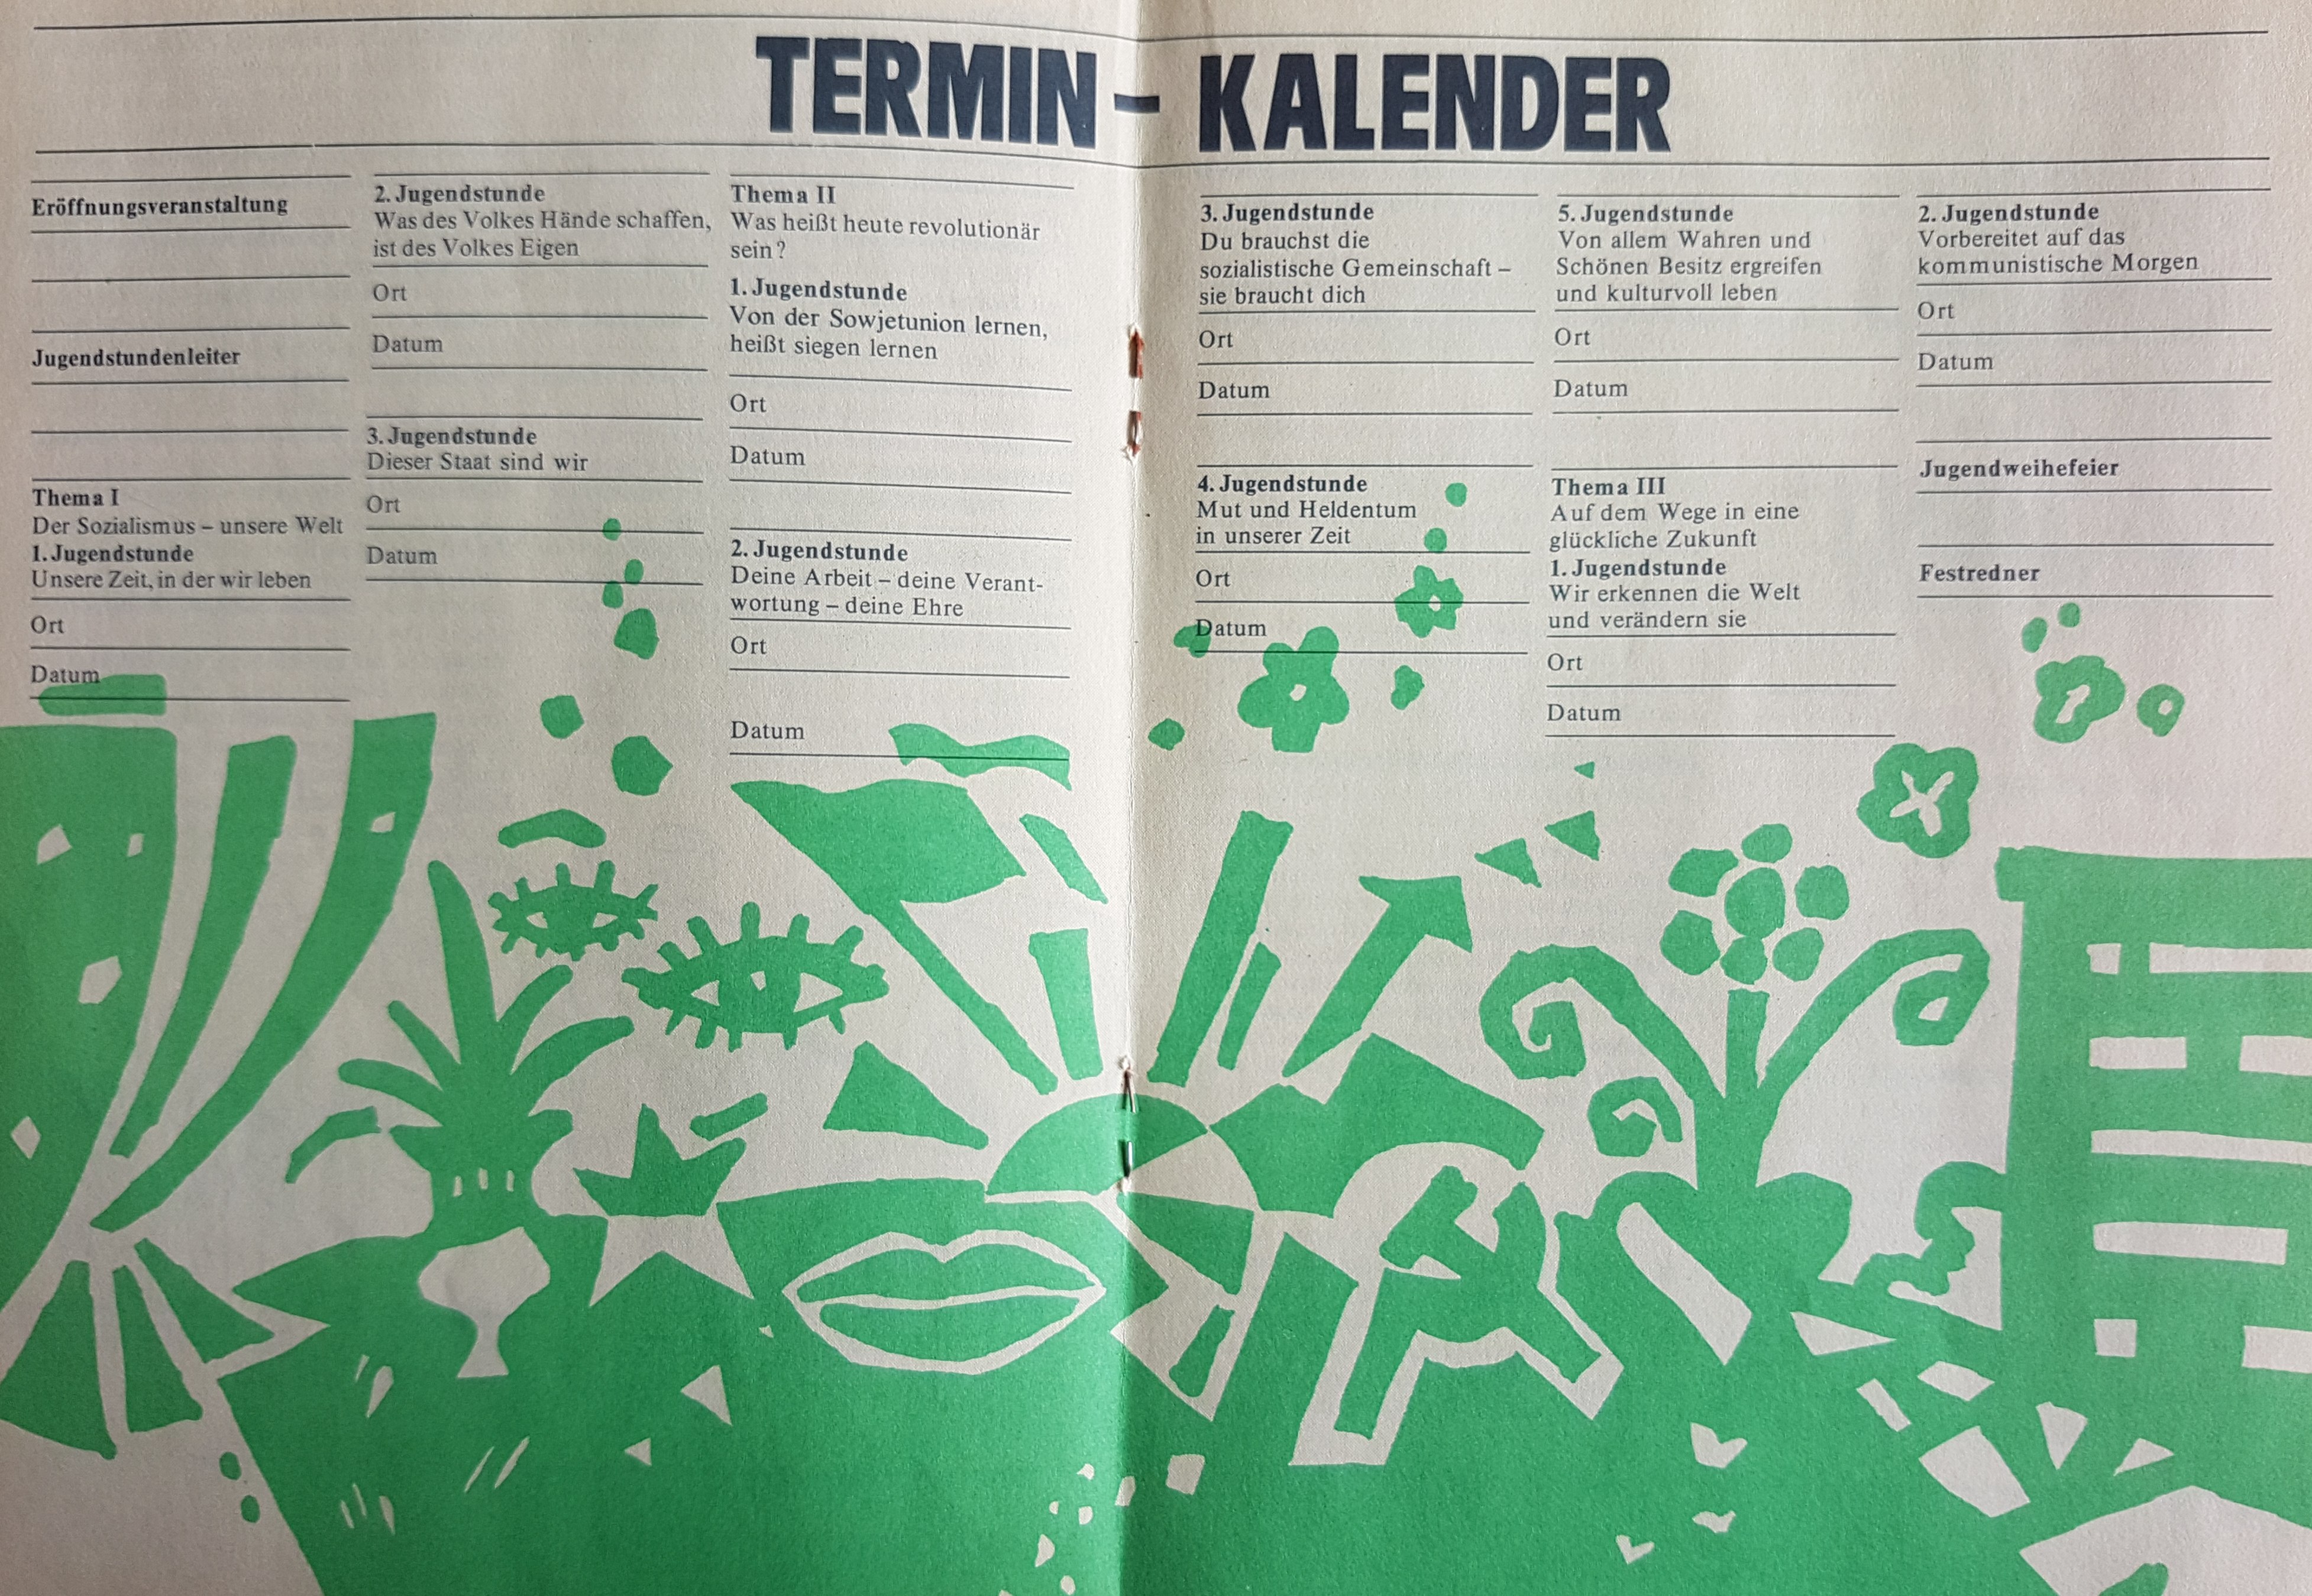 TERMIN – KALENDER
Eröffnungsveranstaltung
Jugendstundenleiter
Thema I
Der Sozialismus – unsere Welt
1. Jugendstunde
Unsere Zeit, in der wir leben
Ort
Datum
2. Jugendstunde
Was des Volkes Hände schaffen,
ist des Volkes Eigen
Ort
Datum
3. Jugendstunde
Dieser Staat sind wir
Ort
Datum
Thema II
Was heißt heute revolutionär
sein?
1. Jugendstunde
Von der Sowjetunion lernen,
heißt siegen lernen
Ort
Datum
2. Jugendstunde
Deine Arbeit – deine Verant-
wortung – deine Ehre
Ort
Datum
3. Jugendstunde
Du brauchst die
sozialistische Gemeinschaft –
sie braucht dich
Ort
Datum
4. Jugendstunde
Mut und Heldentum
in unserer Zeit
Ort
Datum
5. Jugendstunde
Von allem Wahren und
Schönen Besitz ergreifen
und kulturvoll leben
Ort
Datum
Thema III
Auf dem Wege in eine
glückliche Zukunft
1. Jugendstunde
Wir erkennen die Welt
und verändern sie
Ort
Datum
2. Jugendstunde
Vorbereitet auf das
kommunistische Morgen
Ort
Datum
Jugendweihefeier
Festredner